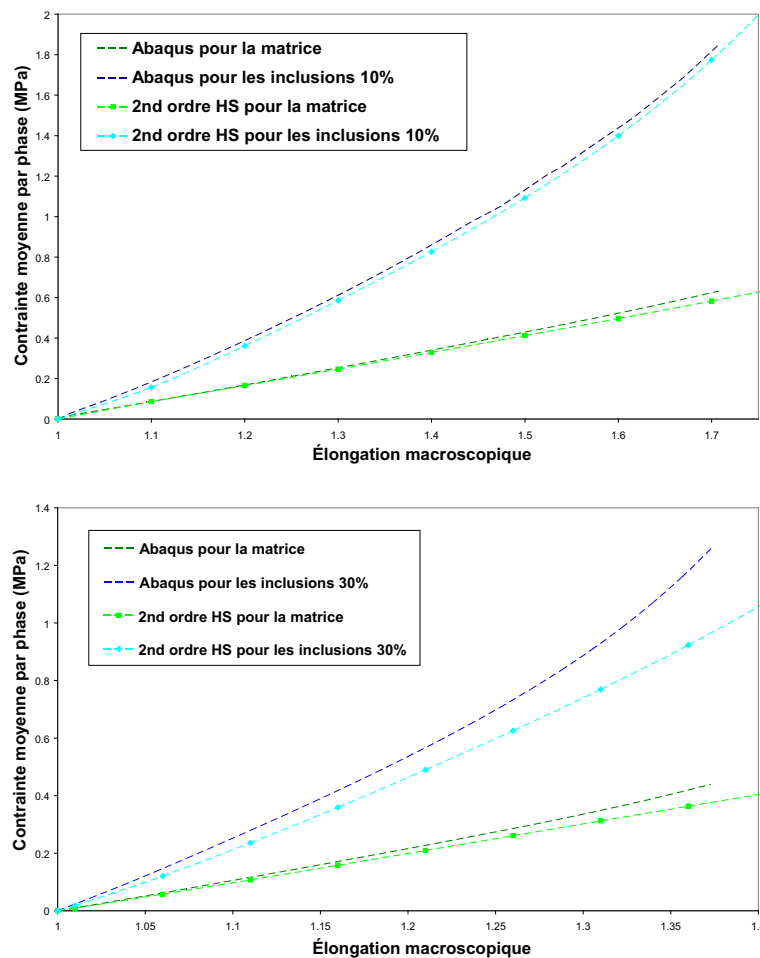 2
1.8
1.6
1.4
1.2
1
0.8
0.6
0.4
0.2
0
Contrainte moyenne par phase (MPa)
Abaqus pour la matrice
Abaqus pour les inclusions 10%
2nd ordre HS pour la matrice
2nd ordre HS pour les inclusions 10%
1 1.1 1.2 1.3 1.4 1.5 1.6 1.7
Élongation macroscopique
1.4
1.2
1
0.8
0.6
0.4
0.2
0
Contrainte moyenne par phase (MPa)
Abaqus pour la matrice
Abaqus pour les inclusions 30%
2nd ordre HS pour la matrice
2nd ordre HS pour les inclusions 30%
1 1.05 1.1 1.15 1.2 1.25 1.3 1.35
Élongation macroscopique